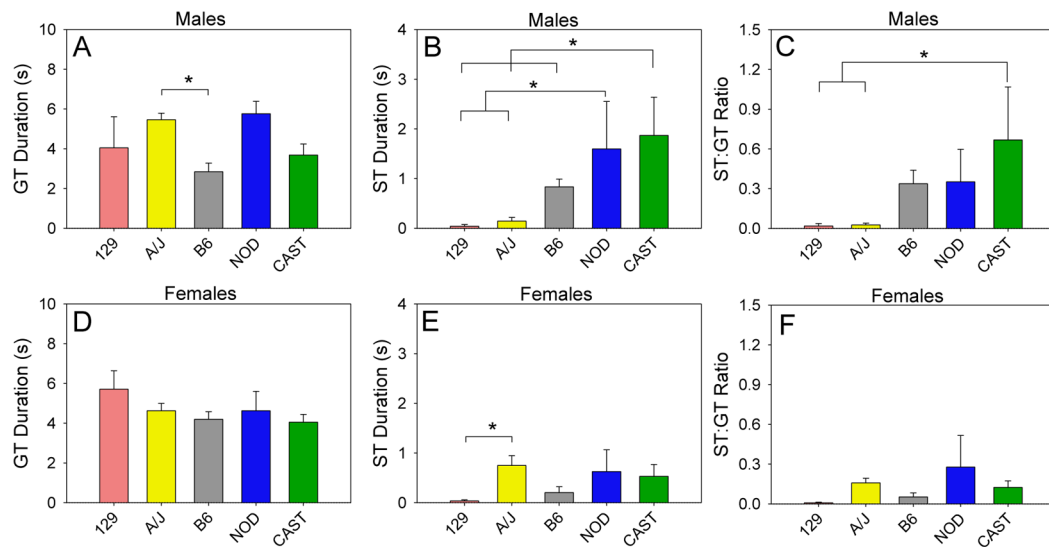 Males
A
GT Duration (s)
10
8
6
4
2
0
*
129
A/J
B6
NOD
CAST
Males
B
ST Duration (s)
4
3
2
1
0
*
*
129
A/J
B6
NOD
CAST
Males
C
ST:GT Ratio
1.5
1.2
0.9
0.6
0.3
0.0
*
129
A/J
B6
NOD
CAST
Females
D
GT Duration (s)
10
8
6
4
2
0
129
A/J
B6
NOD
CAST
Females
E
ST Duration (s)
4
3
2
1
0
*
129
A/J
B6
NOD
CAST
Females
F
ST:GT Ratio
1.5
1.2
0.9
0.6
0.3
0.0
129
A/J
B6
NOD
CAST